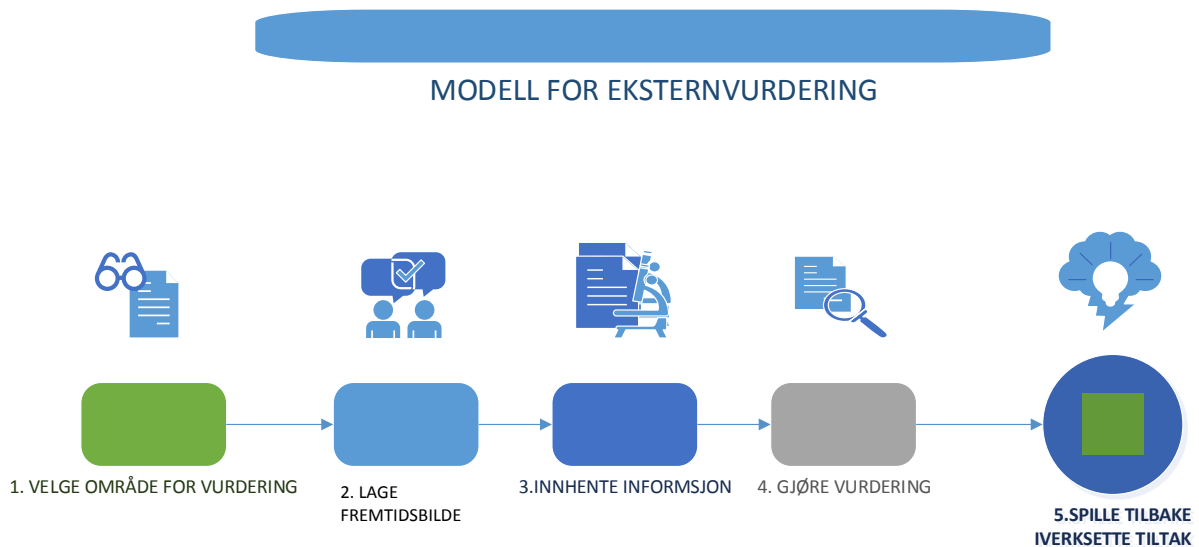 MODELL FOR EKSTERNVURDERING
1. VELGE OMRÅDE FOR VURDERING
2. LAGE
FREMTIDSBILDE
3.INNHENTE INFORMSJON
4. GJØRE VURDERING
5.SPILLE TILBAKE
IVERKSETTE TILTAK